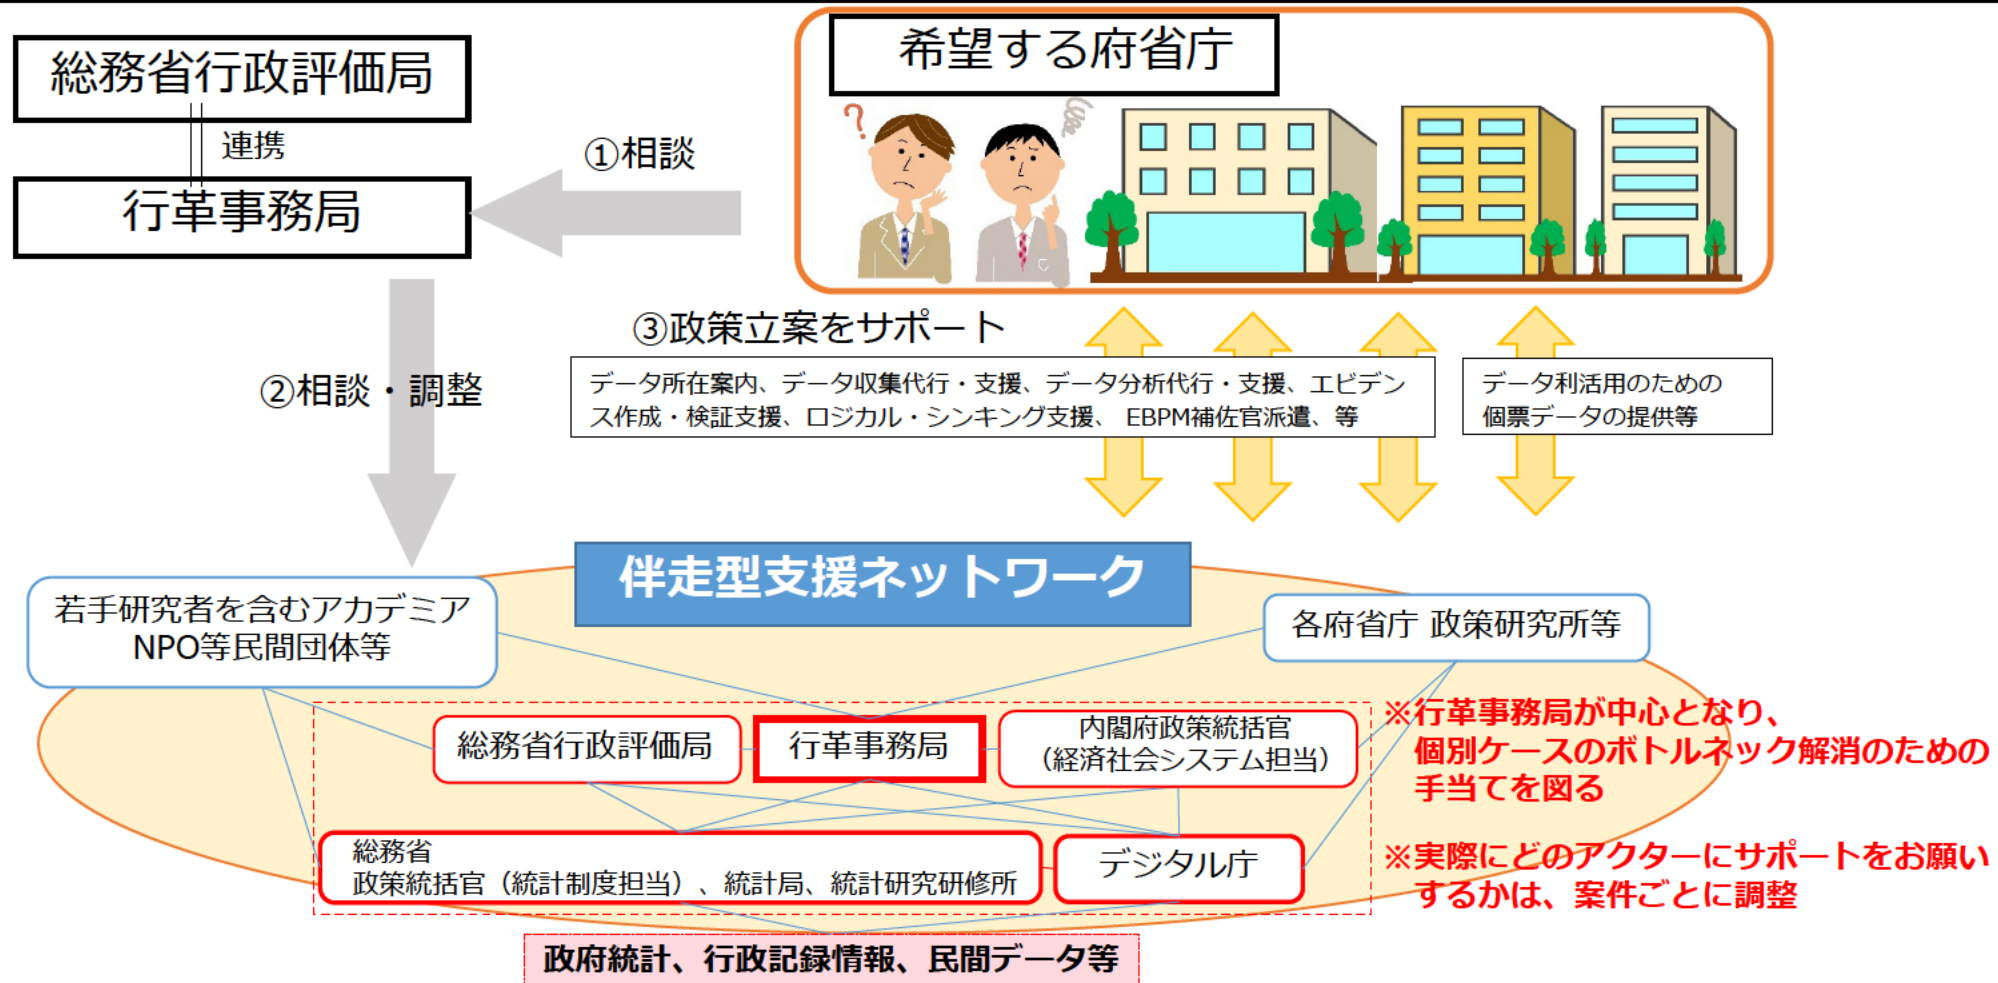 総務省行政評価局
連携
行革事務局
①相談
希望する府省庁
?
②相談・調整
③政策立案をサポート
データ所在案内、データ収集代行・支援、データ分析代行・支援、エビデン
ス作成・検証支援、ロジカル・シンキング支援、 EBPM補佐官派遣、等
データ利活用のための
個票データの提供等
伴走型支援ネットワーク
若手研究者を含むアカデミア
NPO等民間団体等
各府省庁 政策研究所等
総務省行政評価局
行革事務局
内閣府政策統括官
(経済社会システム担当)
総務省
政策統括官(統計制度担当)、統計局、統計研究研修所
デジタル庁
※行革事務局が中心となり、
個別ケースのボトルネック解消のための
手当てを図る
※実際にどのアクターにサポートをお願い
するかは、案件ごとに調整
政府統計、行政記録情報、民間データ等